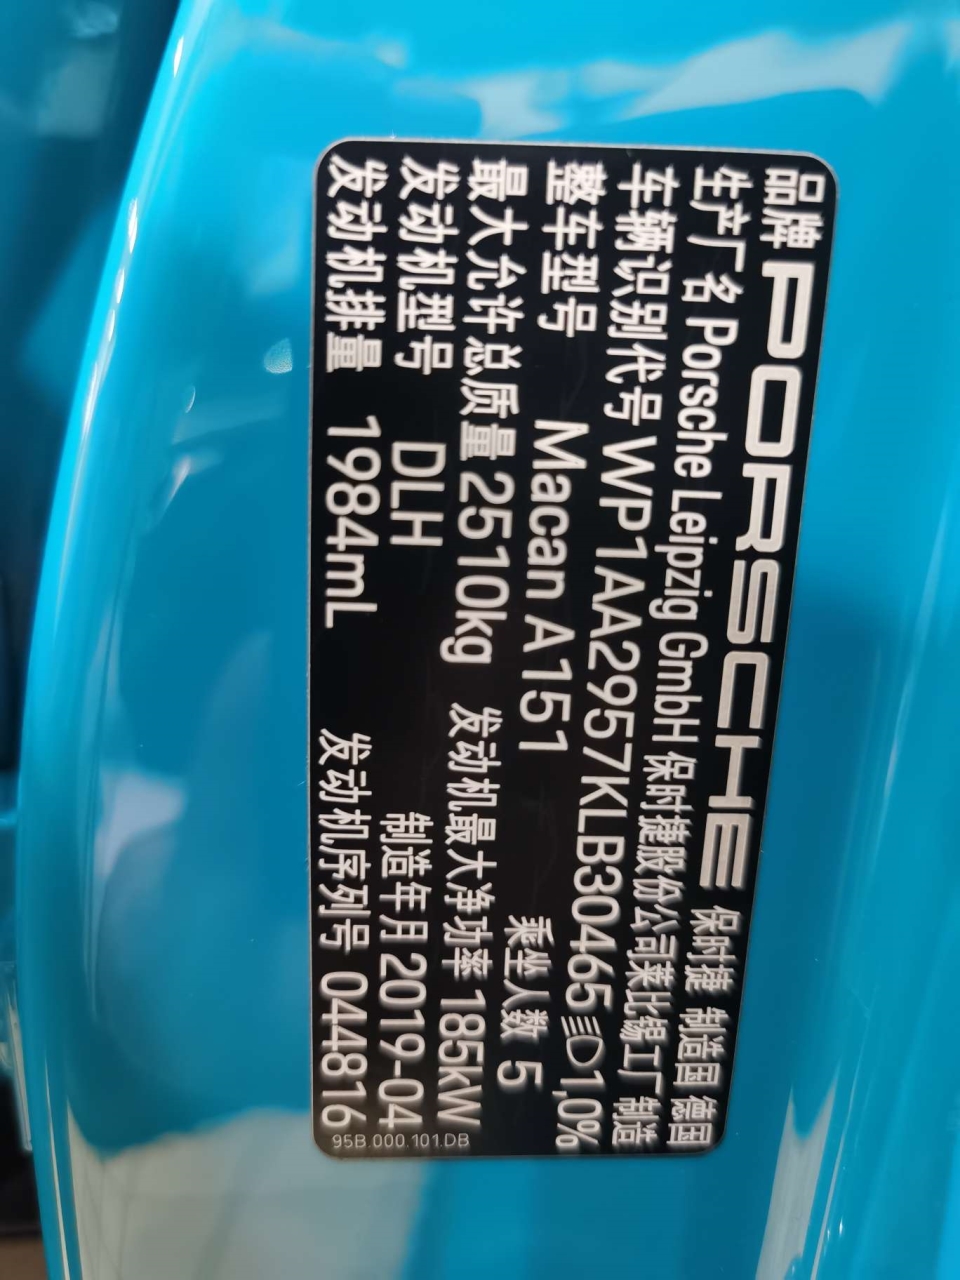 品牌 PORSCHE 保时捷 制造国 德国
生产厂名 Porsche Leipzig GmbH 保时捷股份公司莱比锡工厂 制造
车辆识别代号 WP1AA2957KLB30465 1,0%
整车型号 Macan A151 乘坐人数 5
最大允许总质量 2510kg 发动机最大净功率 185kW
发动机型号 DLH 制造年月 2019-04
发动机排量 1984mL 发动机序列号 044816
95B.000.101.DB